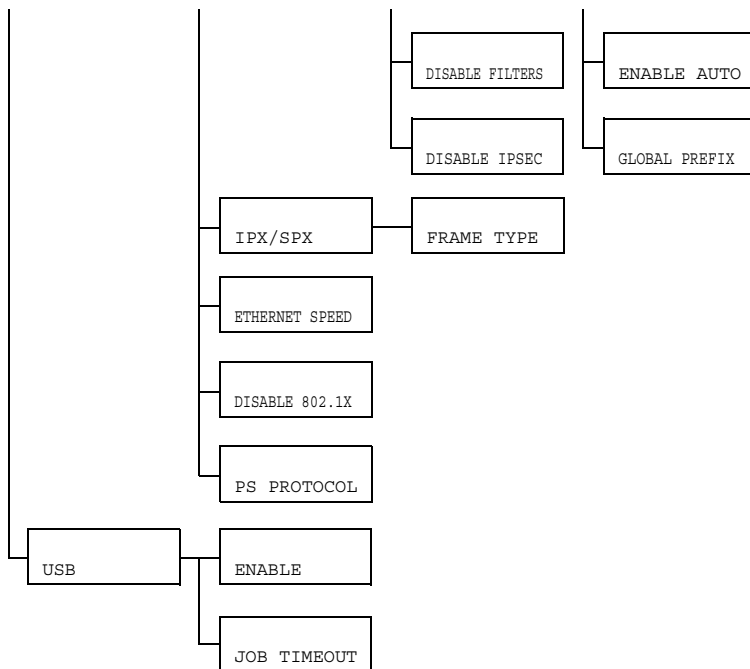 DISABLE FILTERS
ENABLE AUTO
DISABLE IPSEC
GLOBAL PREFIX
IPX/SPX
FRAME TYPE
ETHERNET SPEED
DISABLE 802.1X
PS PROTOCOL
USB
ENABLE
JOB TIMEOUT